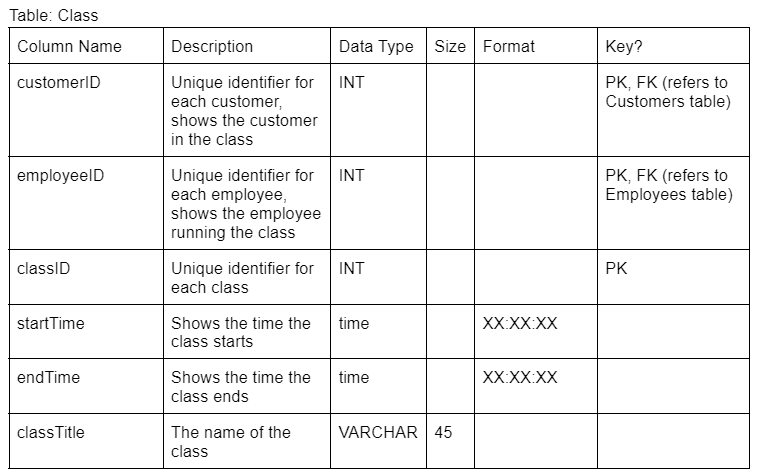 Table: Class
Column Name Description Data Type Size Format Key?
customerID Unique identifier for INT PK, FK (refers to
each customer, Customers table)
shows the customer
in the class
employeeID Unique identifier for INT PK, FK (refers to
each employee, Employees table)
shows the employee
running the class
classID Unique identifier for INT PK
each class
startTime Shows the time the time XX:XX:XX
class starts
endTime Shows the time the time XX:XX:XX
class ends
classTitle The name of the VARCHAR 45
class